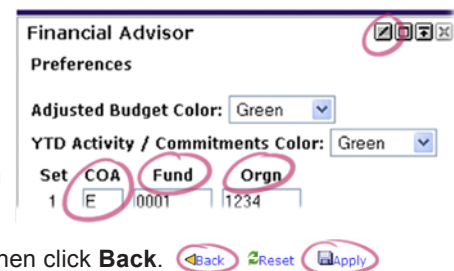 Financial Advisor
Preferences
Adjusted Budget Color: Green
YTD Activity / Commitments Color: Green
Set COA Fund Orgn
1 E 0001 1234
hen click Back. Back Reset Apply